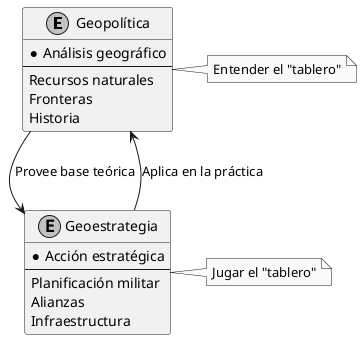 E Geopolítica
Análisis geográfico
Recursos naturales
Fronteras
Historia
Entender el "tablero"
Provee base teórica
Aplica en la práctica
E Geoestrategia
Acción estratégica
Planificación militar
Alianzas
Infraestructura
Jugar el "tablero"